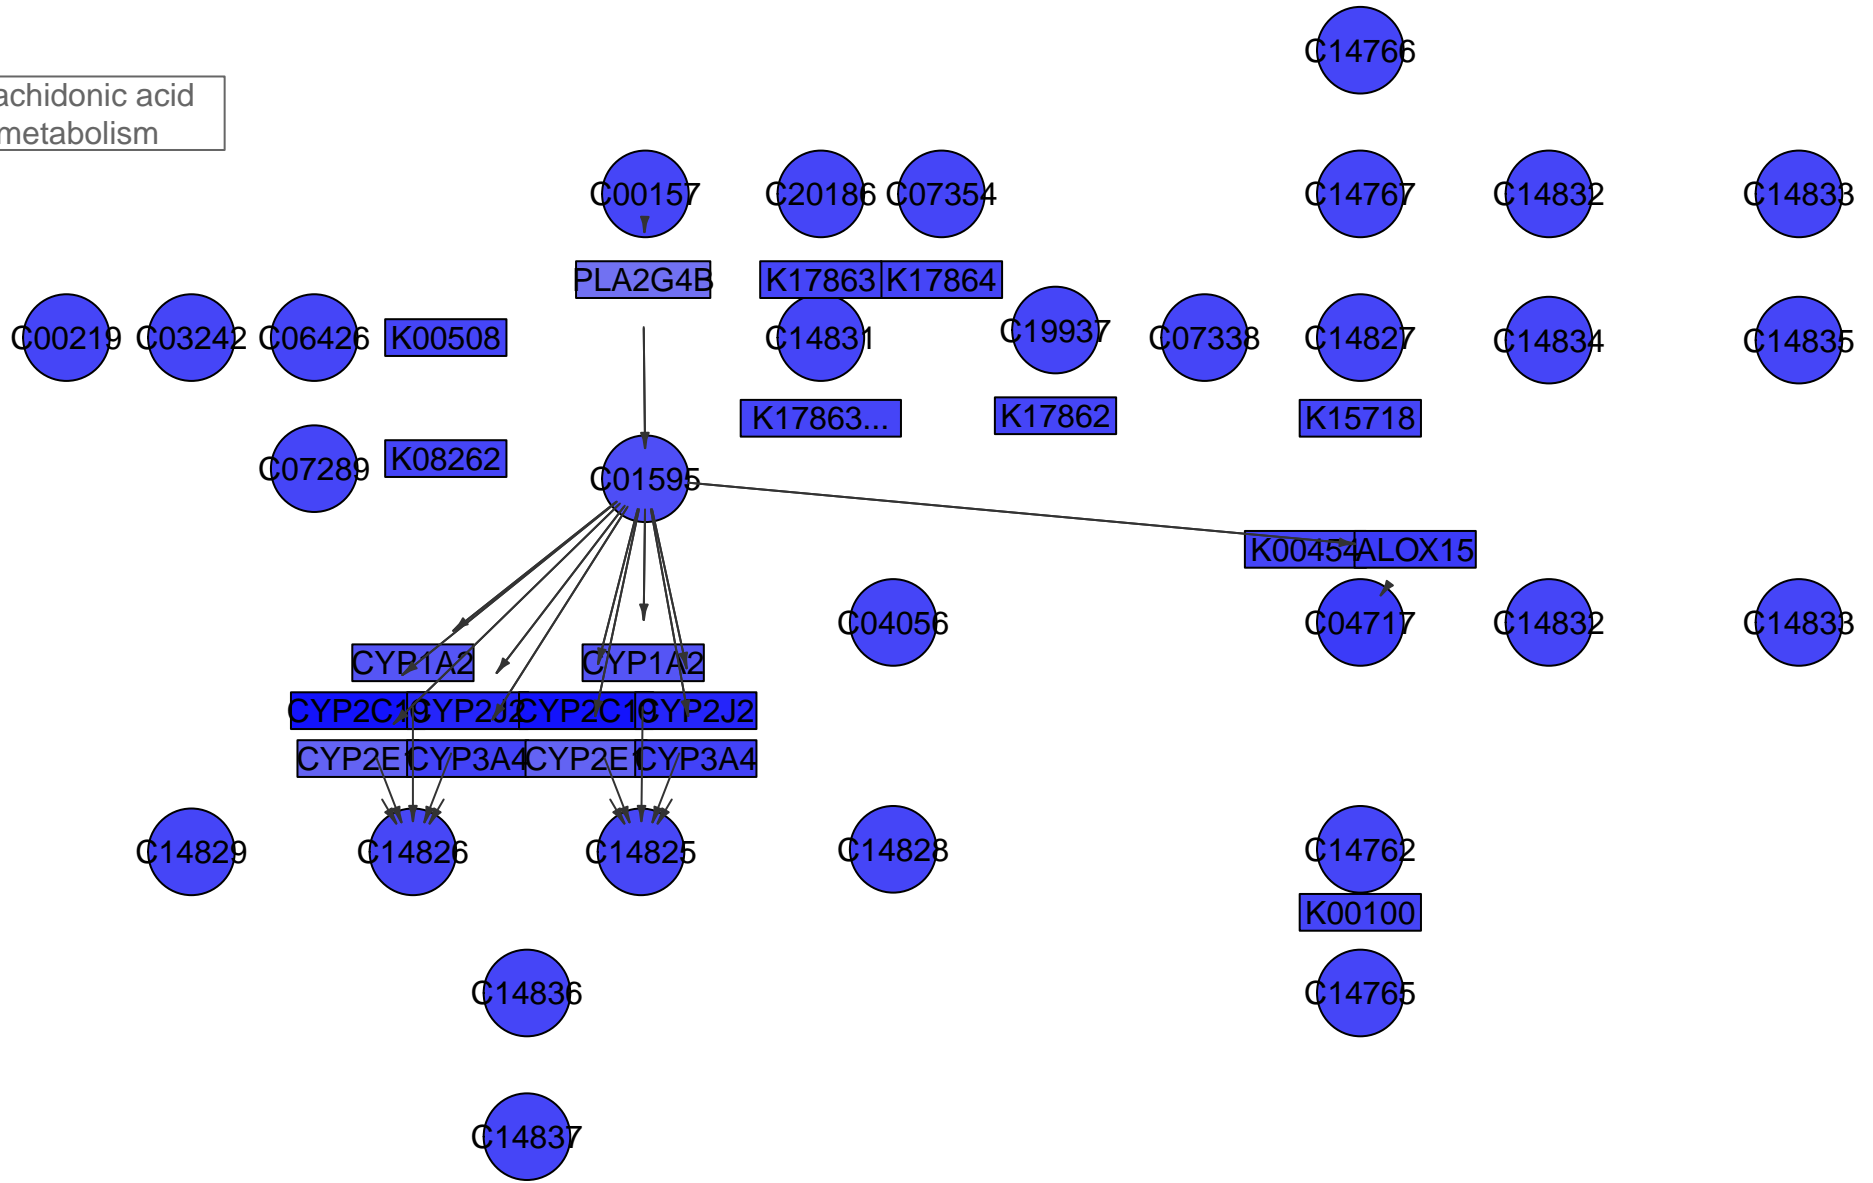 C14766
achidonic acid
metabolism
C00157
C20186
C07354
C14767
C14832
C14833
PLA2G4B
K17863
K17864
C00219
C03242
C06426
K00508
C14831
C19937
C07338
C14827
C14834
C14835
K17863...
K17862
K15718
C07289
K08262
C01595
K00454
ALOX15
C04056
C04717
C14832
C14833
CYP1A2
CYP1A2
CYP2C19
CYP2J2
CYP2C19
CYP2J2
CYP2E1
CYP3A4
CYP2E1
CYP3A4
C14829
C14826
C14825
C14828
C14762
K00100
C14836
C14765
C14837